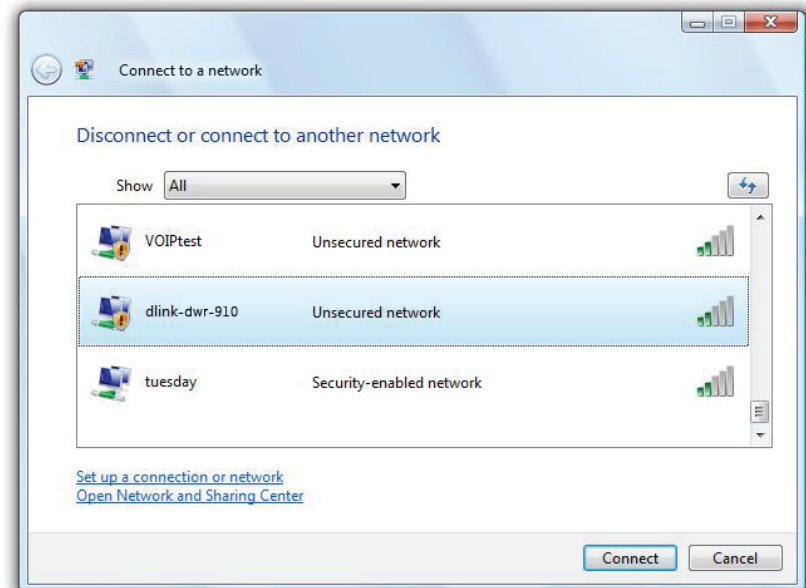 Connect to a network
Disconnect or connect to another network
Show All
VOIPtest Unsecured network
dlink-dwr-910 Unsecured network
tuesday Security-enabled network
Set up a connection or network
Open Network and Sharing Center
Connect Cancel